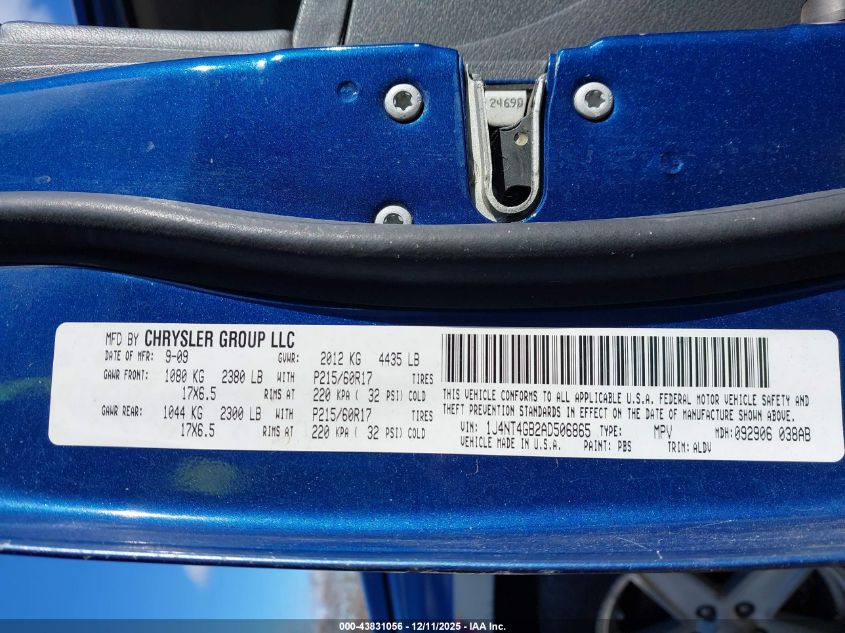 24690
MFD BY CHRYSLER GROUP LLC
DATE OF MFR: 9-09 GVWR: 2012 KG 4435 LB
GAWR FRONT: 1080 KG 2380 LB WITH P215/60R17 TIRES
17X6.5 RIMS AT 220 KPA ( 32 PSI) COLD
GAWR REAR: 1044 KG 2300 LB WITH P215/60R17 TIRES
17X6.5 RIMS AT 220 KPA ( 32 PSI) COLD
THIS VEHICLE CONFORMS TO ALL APPLICABLE U.S.A. FEDERAL MOTOR VEHICLE SAFETY AND
THEFT PREVENTION STANDARDS IN EFFECT ON THE DATE OF MANUFACTURE SHOWN ABOVE.
VIN: 1J4NT4GB2AD506865 TYPE: MPV MDH: 092906 038AB
VEHICLE MADE IN U.S.A. PAINT: PBS TRIM: ALDV
000-43831056 - 12/11/2025 - IAA Inc.